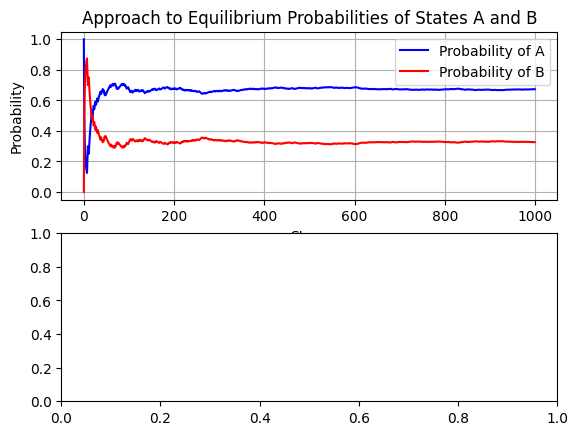 Approach to Equilibrium Probabilities of States A and B
1.0
0.8
0.6
0.4
0.2
0.0
Probability
Probability of A
Probability of B
0 200 400 600 800 1000
1.0
0.8
0.6
0.4
0.2
0.0
0.0 0.2 0.4 0.6 0.8 1.0